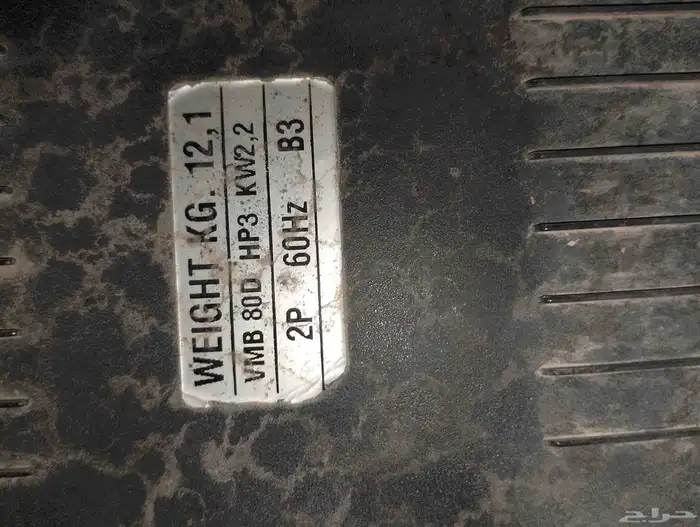 WEIGHT KG. 12,1
VMB 80D HP3 KW2,2
2P 60Hz B3
حراج